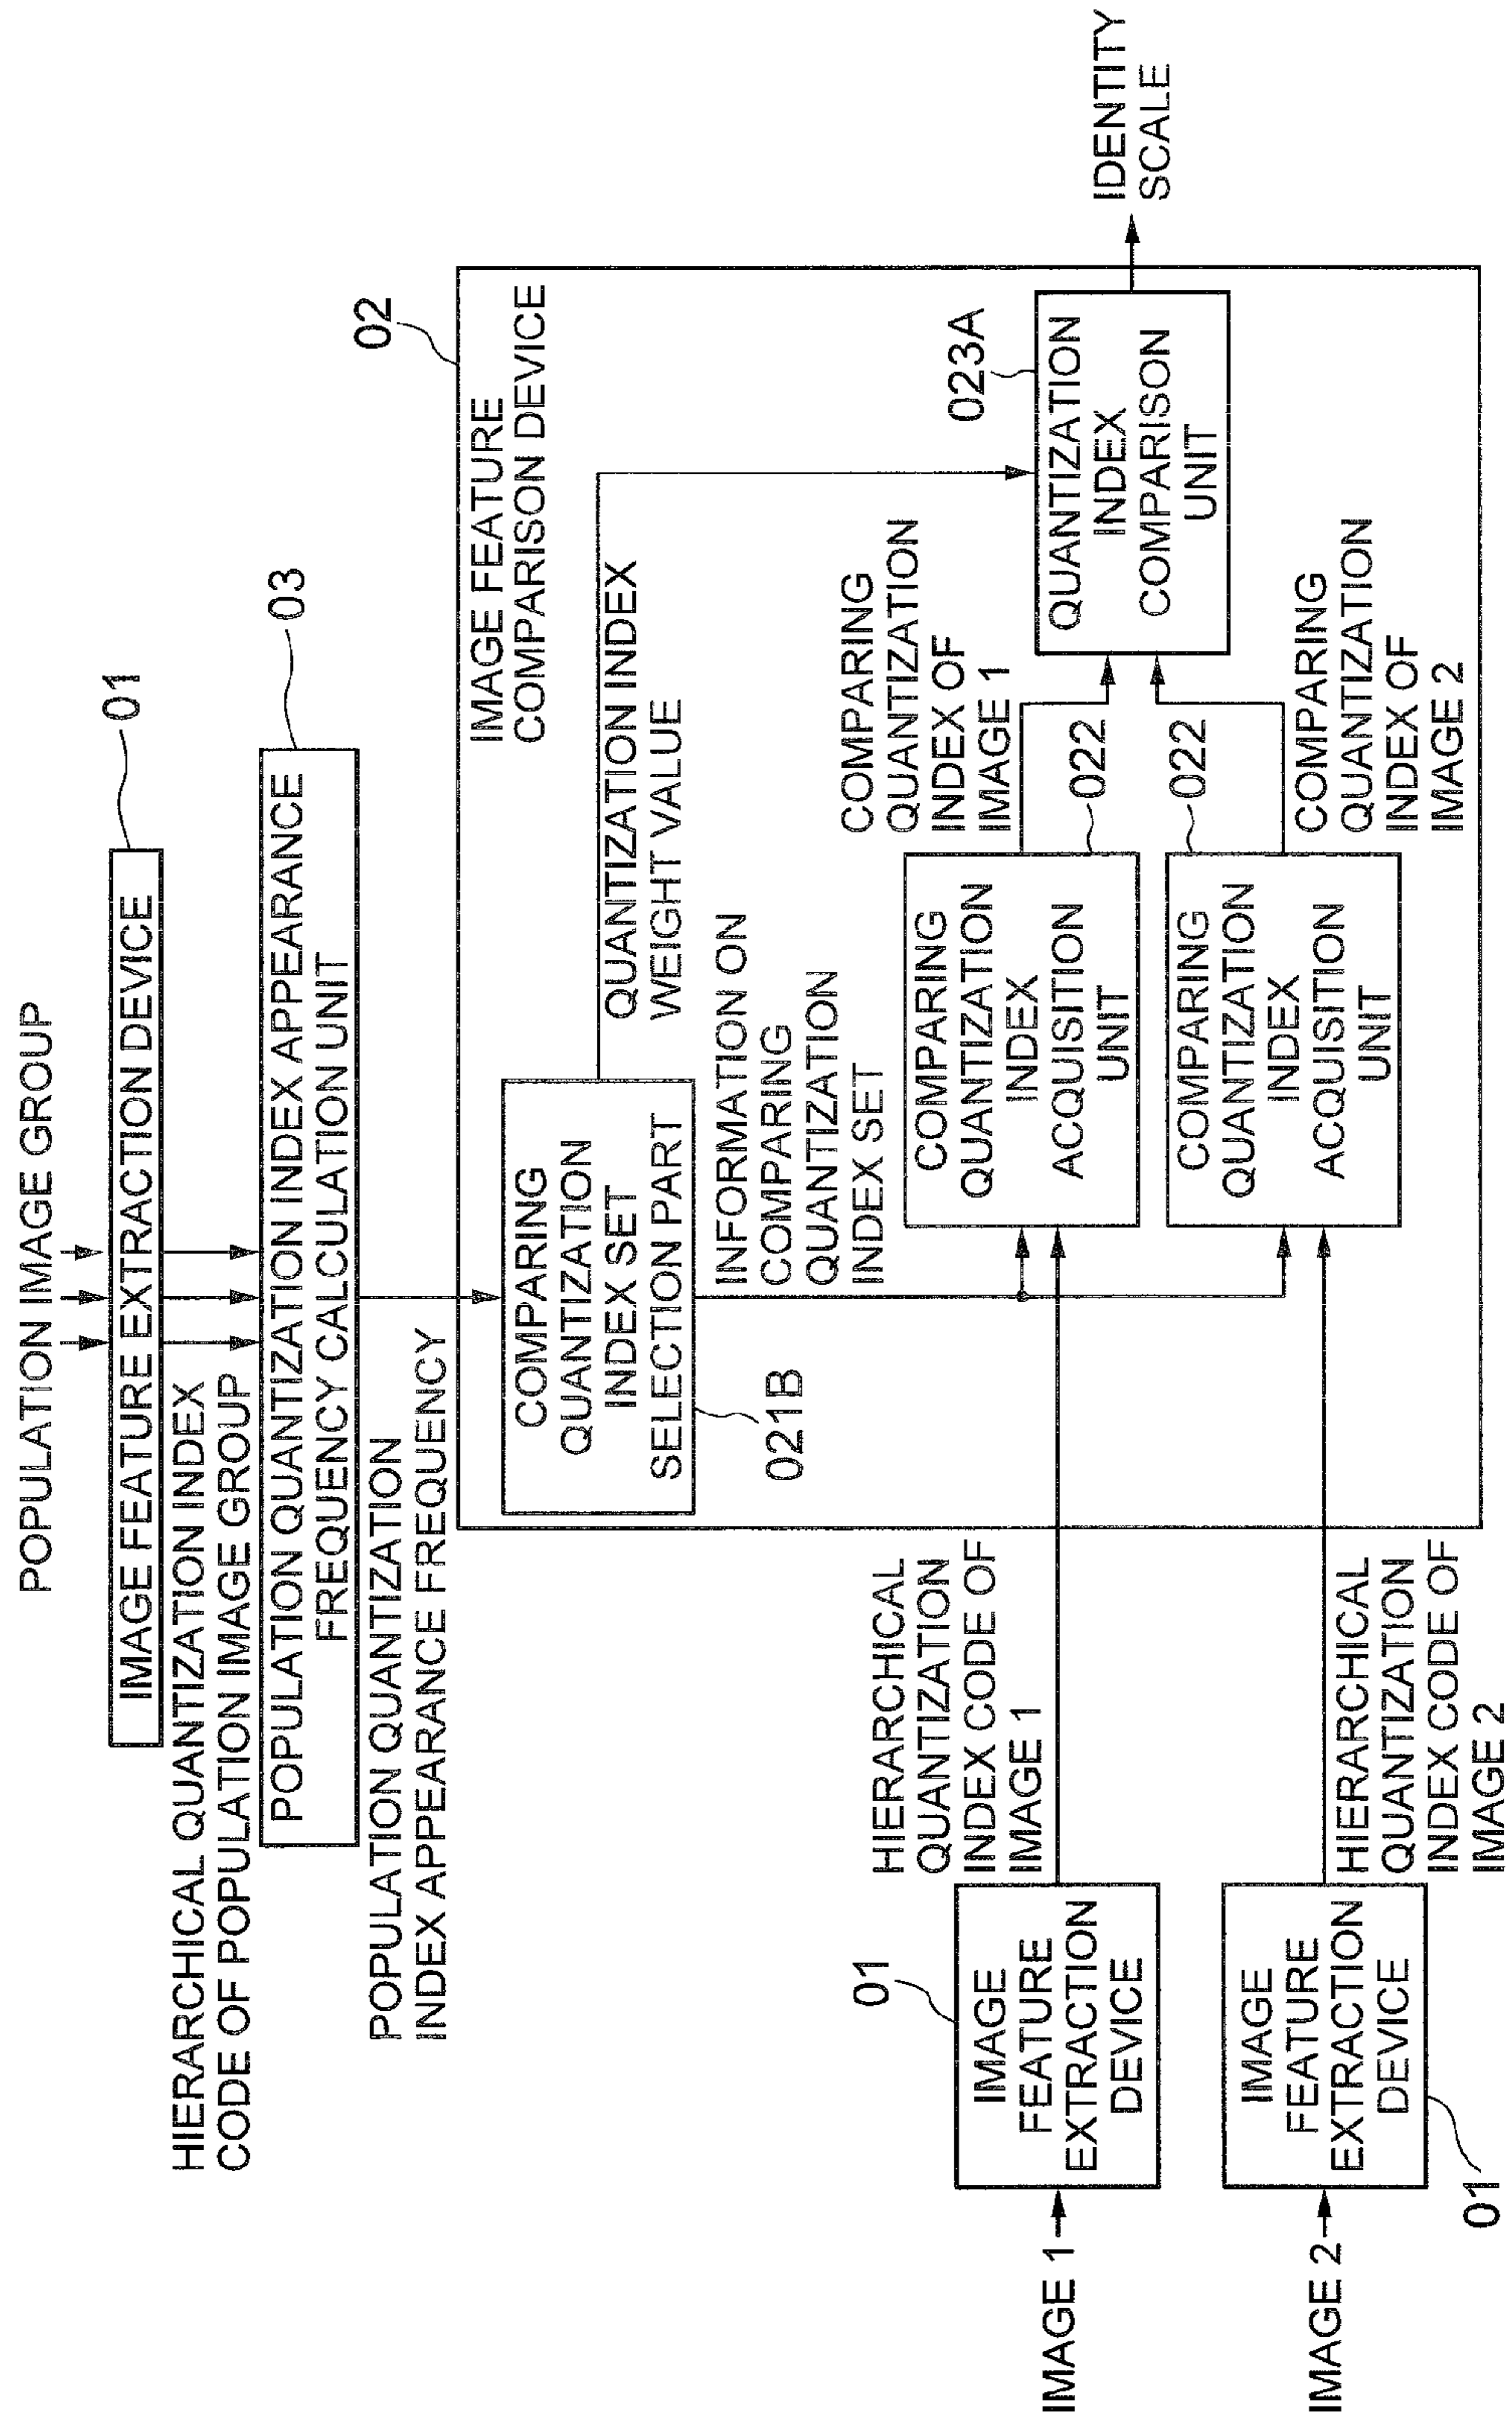 POPULATION IMAGE GROUP
01
IMAGE FEATURE EXTRACTION DEVICE
HIERARCHICAL QUANTIZATION INDEX
CODE OF POPULATION IMAGE GROUP
03
POPULATION QUANTIZATION INDEX APPEARANCE
FREQUENCY CALCULATION UNIT
POPULATION QUANTIZATION
INDEX APPEARANCE FREQUENCY
02
IMAGE FEATURE
COMPARISON DEVICE
COMPARING
QUANTIZATION
INDEX SET
SELECTION PART
021B
QUANTIZATION INDEX
WEIGHT VALUE
INFORMATION ON
COMPARING
QUANTIZATION
INDEX SET
IMAGE 1
01
IMAGE
FEATURE
EXTRACTION
DEVICE
HIERARCHICAL
QUANTIZATION
INDEX CODE OF
IMAGE 1
COMPARING
QUANTIZATION
INDEX
ACQUISITION
UNIT
022
COMPARING
QUANTIZATION
INDEX OF
IMAGE 1
023A
QUANTIZATION
INDEX
COMPARISON
UNIT
IDENTITY
SCALE
IMAGE 2
IMAGE
FEATURE
EXTRACTION
DEVICE
01
HIERARCHICAL
QUANTIZATION
INDEX CODE OF
IMAGE 2
COMPARING
QUANTIZATION
INDEX
ACQUISITION
UNIT
022
COMPARING
QUANTIZATION
INDEX OF
IMAGE 2